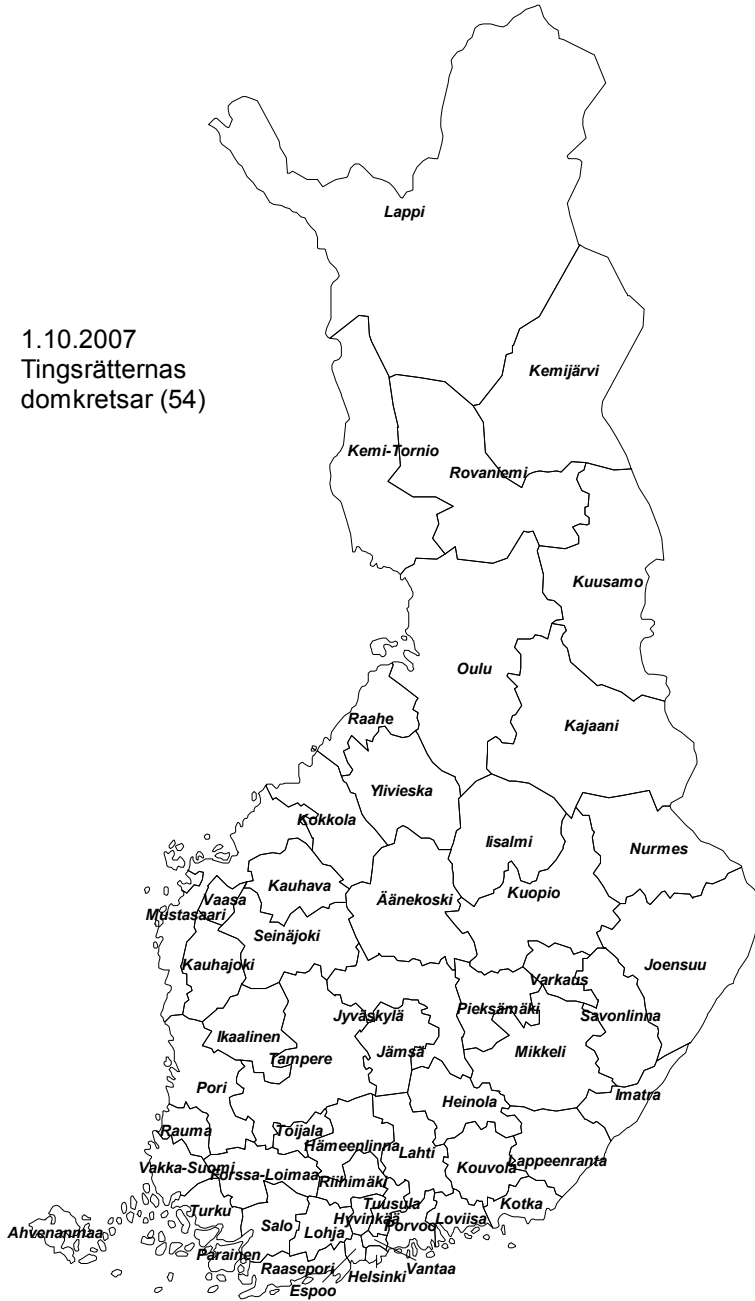 Lappi
1.10.2007
Tingsrätternas
domkretsar (54)
Kemijärvi
Kemi-Tornio
Rovaniemi
Kuusamo
Oulu
Raahe
Kajaani
Ylivieska
Kokkola
Iisalmi
Nurmes
Kauhava
Äänekoski
Kuopio
Vaasa
Mustasaari
Seinäjoki
Kauhajoki
Joensuu
Varkaus
Pieksämäki
Savonlinna
Jyväskylä
Ikaalinen
Tampere
Jämsä
Mikkeli
Pori
Heinola
Imatra
Rauma
Toijala
Hämeenlinna
Lahti
Kouvola
Lappeenranta
Vakka-Suomi
Forssa-Loimaa
Riihimäki
Kotka
Turku
Tuusula
Salo
Hyvinkää
Loviisa
Ahvenanmaa
Lohja
Porvoo
Parainen
Raasepori
Vantaa
Helsinki
Espoo